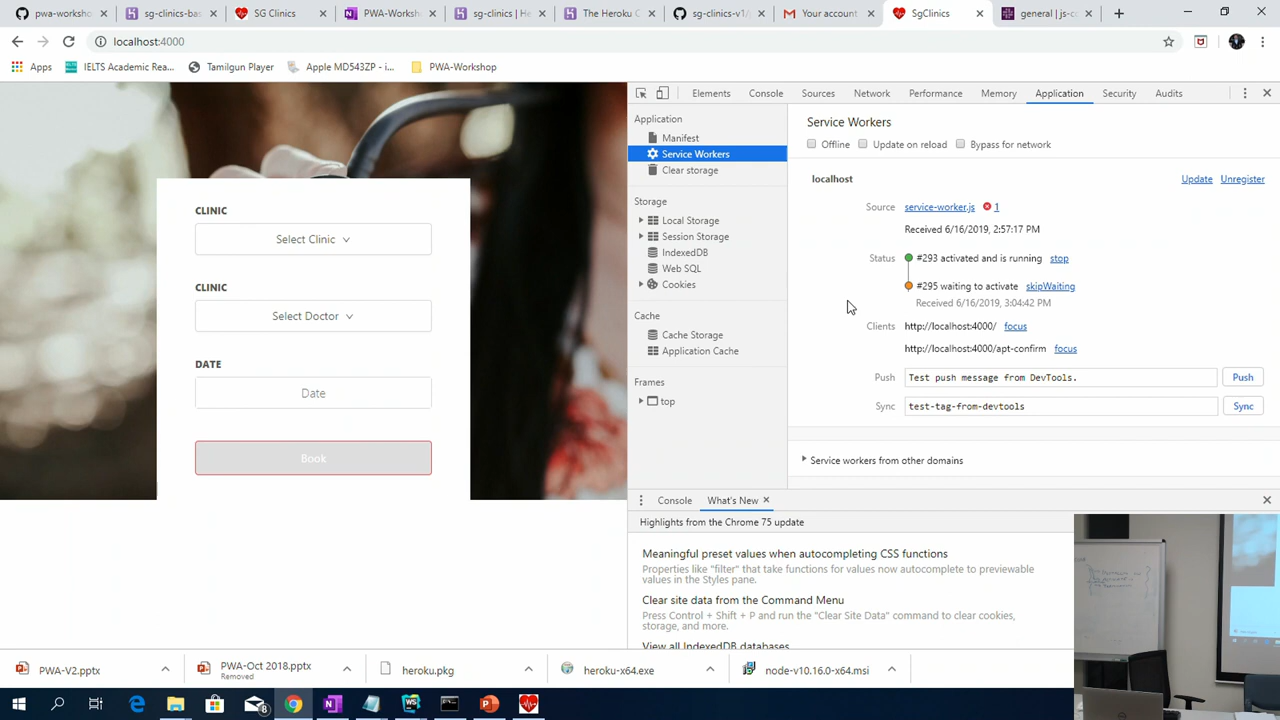 pwa-worksho
sg-clinics-bas
SG Clinics
PWA-Worksh
sg-clinics | He
The Heroku C
sg-clinics-v1/
Your account
SgClinics
general | js-c
localhost:4000
Apps
IELTS Academic Rea...
Tamilgun Player
Apple MD543ZP - i...
PWA-Workshop
Elements
Console
Sources
Network
Performance
Memory
Application
Security
Audits
CLINIC
Select Clinic
CLINIC
Select Doctor
DATE
Date
Book
Application
Manifest
Service Workers
Clear storage
Storage
Local Storage
Session Storage
IndexedDB
Web SQL
Cookies
Cache
Cache Storage
Application Cache
Frames
top
Service Workers
Offline
Update on reload
Bypass for network
localhost
Update
Unregister
Source
service-worker.js
1
Received 6/16/2019, 2:57:17 PM
Status
#293 activated and is running
stop
#295 waiting to activate
skipWaiting
Received 6/16/2019, 3:04:42 PM
Clients
http://localhost:4000/
focus
http://localhost:4000/apt-confirm
focus
Push
Test push message from DevTools.
Push
Sync
test-tag-from-devtools
Sync
Service workers from other domains
Console
What's New
Highlights from the Chrome 75 update
Meaningful preset values when autocompleting CSS functions
Properties like "filter" that take functions for values now autocomplete to previewable
values in the Styles pane.
Clear site data from the Command Menu
Press Control + Shift + P and run the "Clear Site Data" command to clear cookies,
storage, and more.
View all IndexedDB databases
PWA-V2.pptx
PWA-Oct 2018.pptx
Removed
heroku.pkg
heroku-x64.exe
node-v10.16.0-x64.msi
8